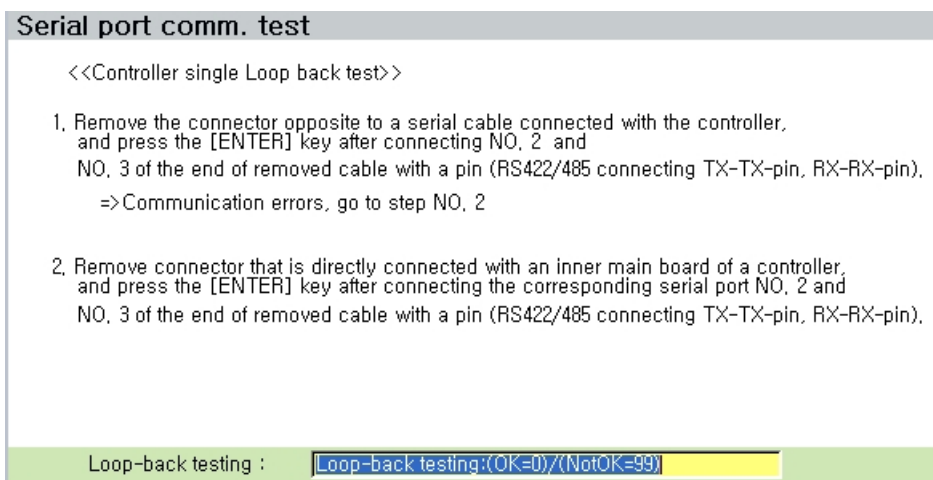 Serial port comm. test
<<Controller single Loop back test>>
1. Remove the connector opposite to a serial cable connected with the controller,
and press the [ENTER] key after connecting NO. 2 and
NO. 3 of the end of removed cable with a pin (RS422/485 connecting TX-TX-pin, RX-RX-pin).
=>Communication errors, go to step NO. 2
2. Remove connector that is directly connected with an inner main board of a controller,
and press the [ENTER] key after connecting the corresponding serial port NO. 2 and
NO. 3 of the end of removed cable with a pin (RS422/485 connecting TX-TX-pin, RX-RX-pin).
Loop-back testing : Loop-back testing:(OK=0)/(NotOK=99)